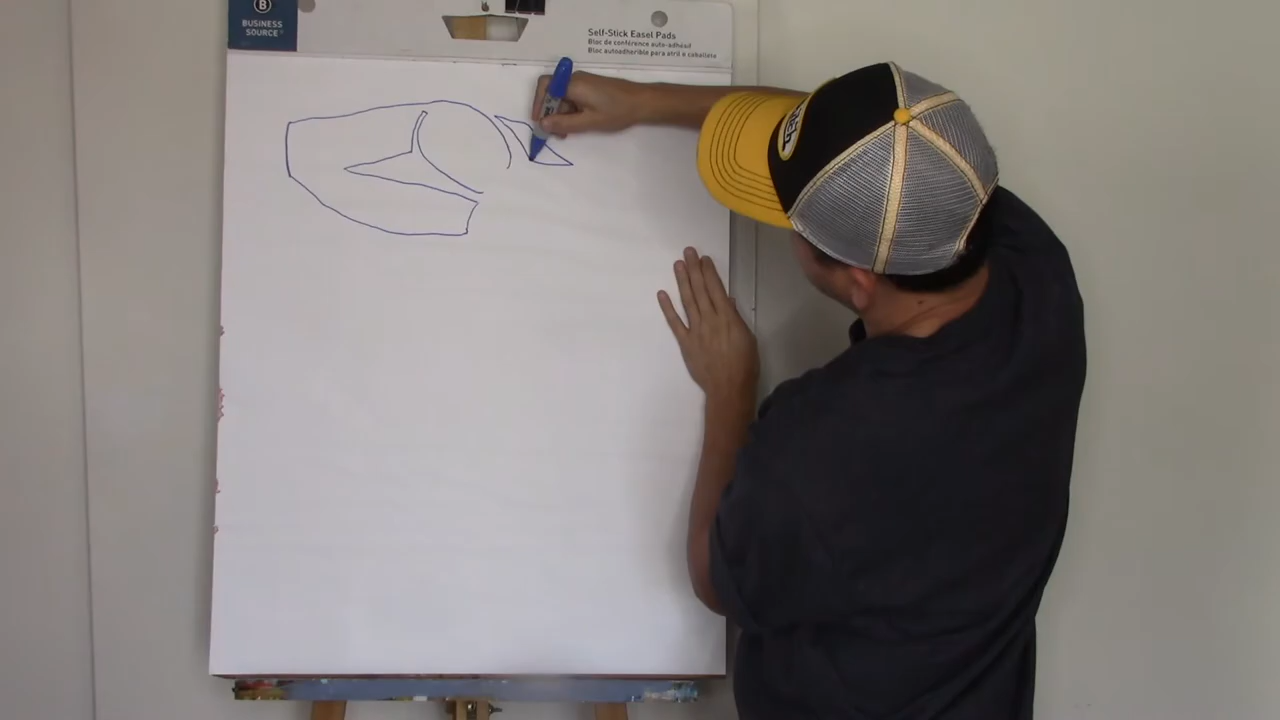 B
BUSINESS
SOURCE
Self-Stick Easel Pads
Bloc de conférence auto-adhésif
Bloc autoadherible para atril o caballete